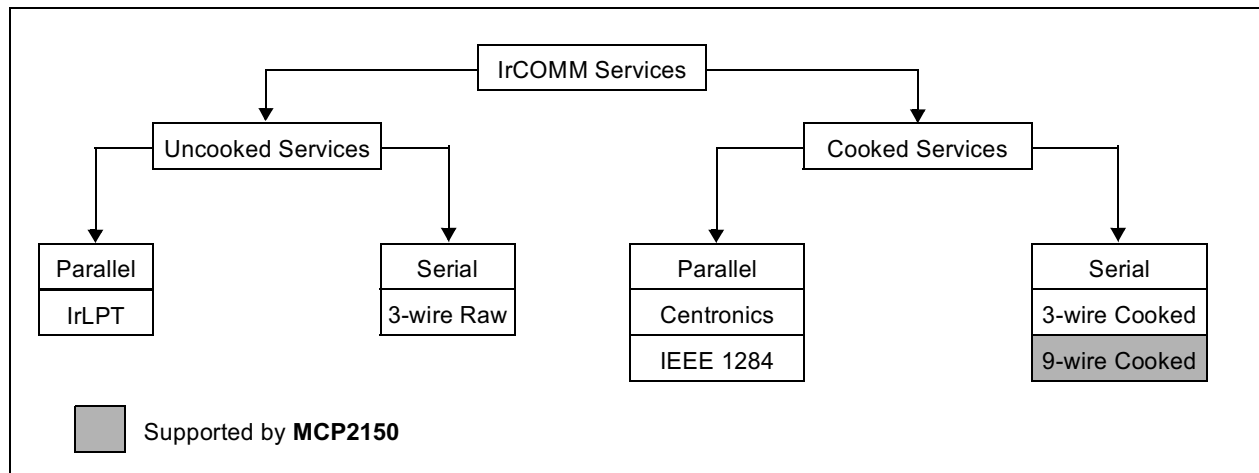 IrCOMM Services
Uncooked Services
Cooked Services
Parallel
IrLPT
Serial
3-wire Raw
Parallel
Centronics
IEEE 1284
Serial
3-wire Cooked
9-wire Cooked
Supported by MCP2150